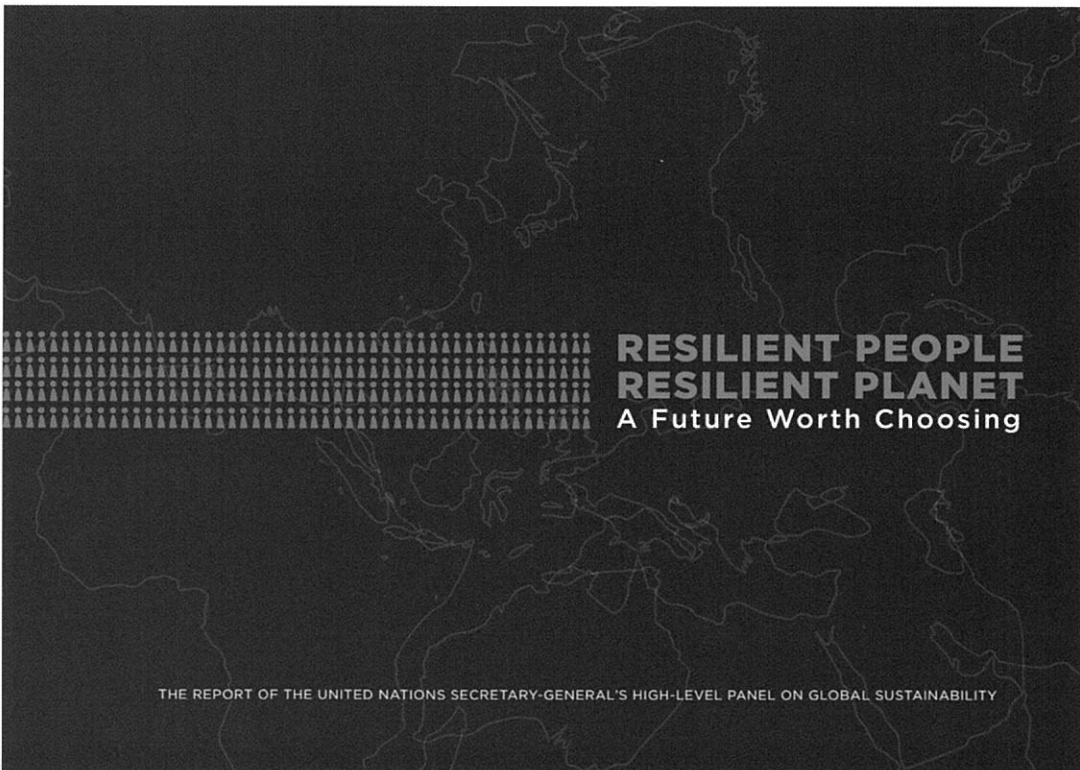 RESILIENT PEOPLE
RESILIENT PLANET
A Future Worth Choosing
THE REPORT OF THE UNITED NATIONS SECRETARY-GENERAL'S HIGH-LEVEL PANEL ON GLOBAL SUSTAINABILITY